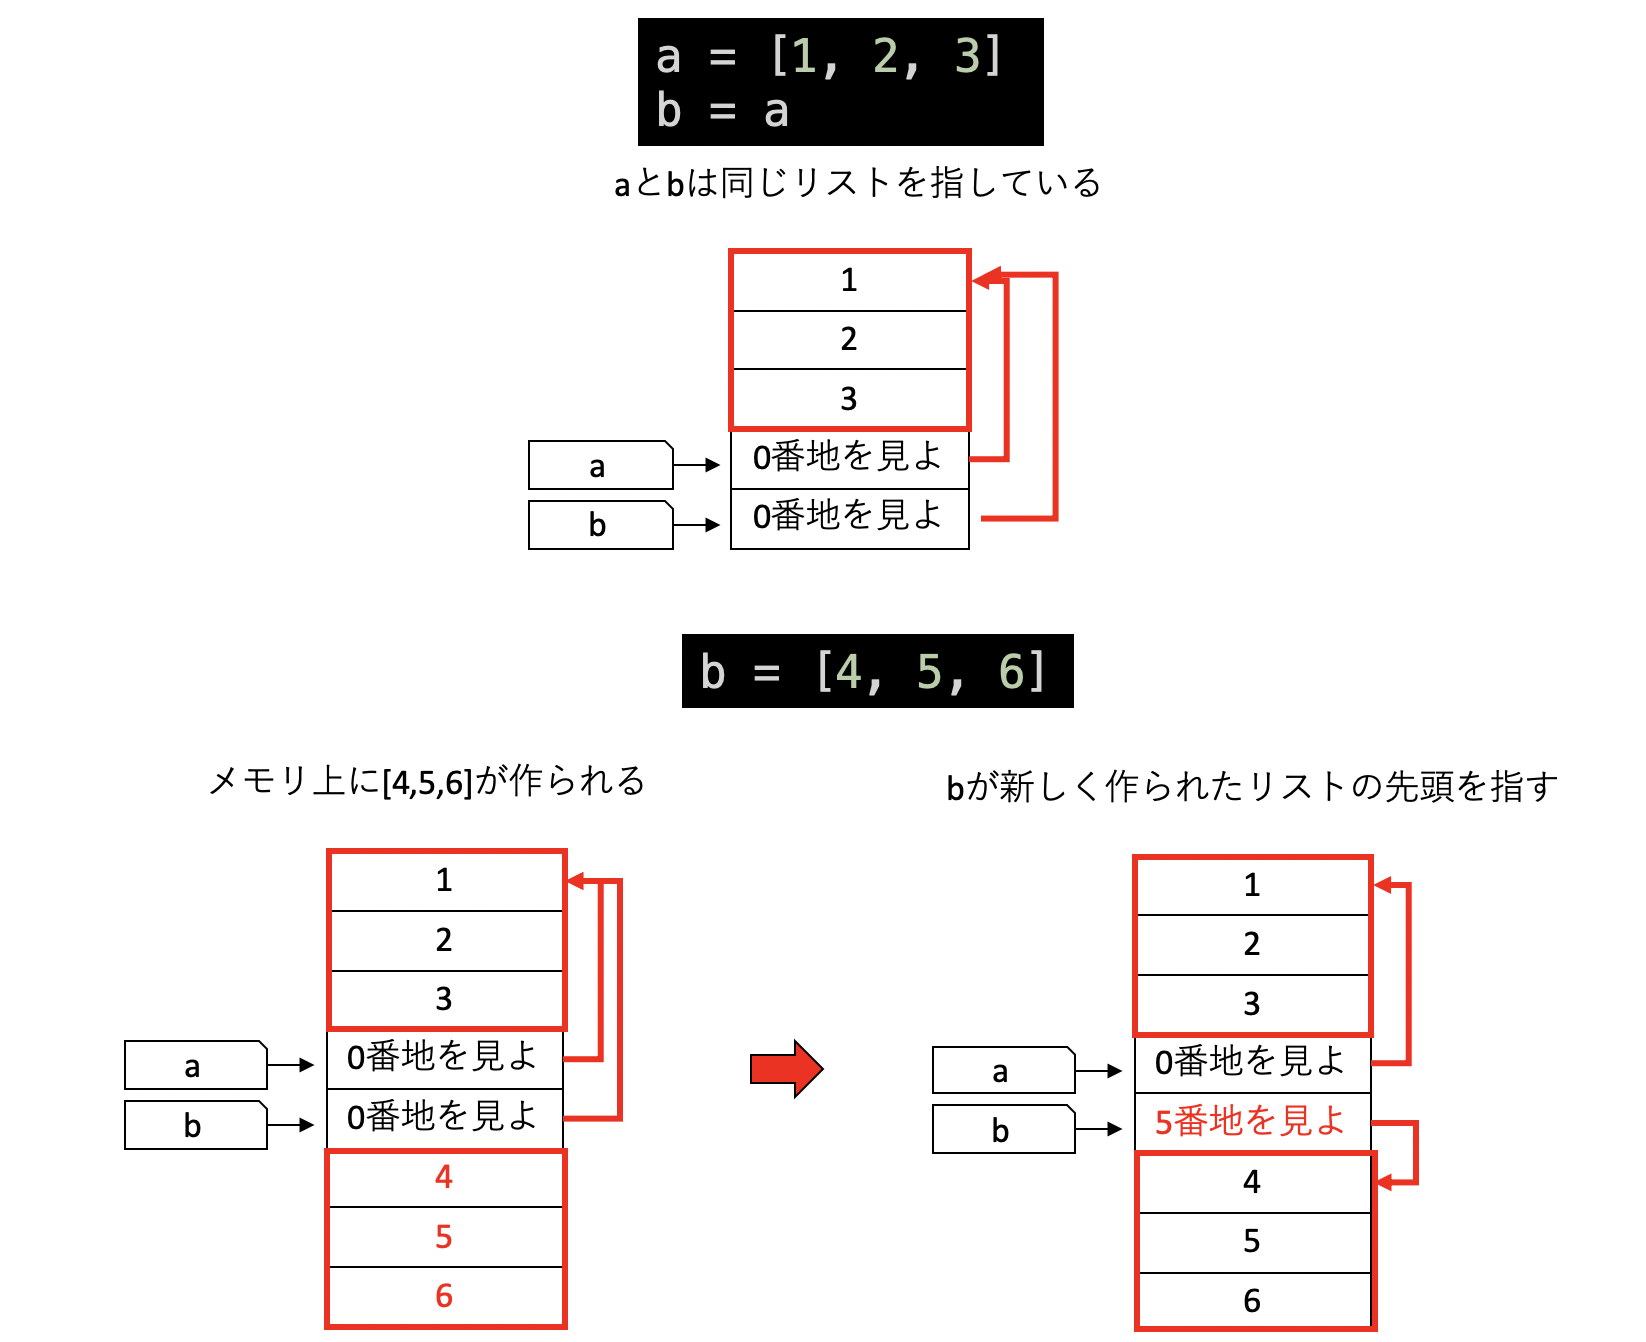 a = [1, 2, 3]
b = a
aとbは同じリストを指している
1
2
3
a
0番地を見よ
b
0番地を見よ
b = [4, 5, 6]
メモリ上に[4,5,6]が作られる
1
2
3
a
0番地を見よ
b
0番地を見よ
4
5
6
bが新しく作られたリストの先頭を指す
1
2
3
a
0番地を見よ
b
5番地を見よ
4
5
6